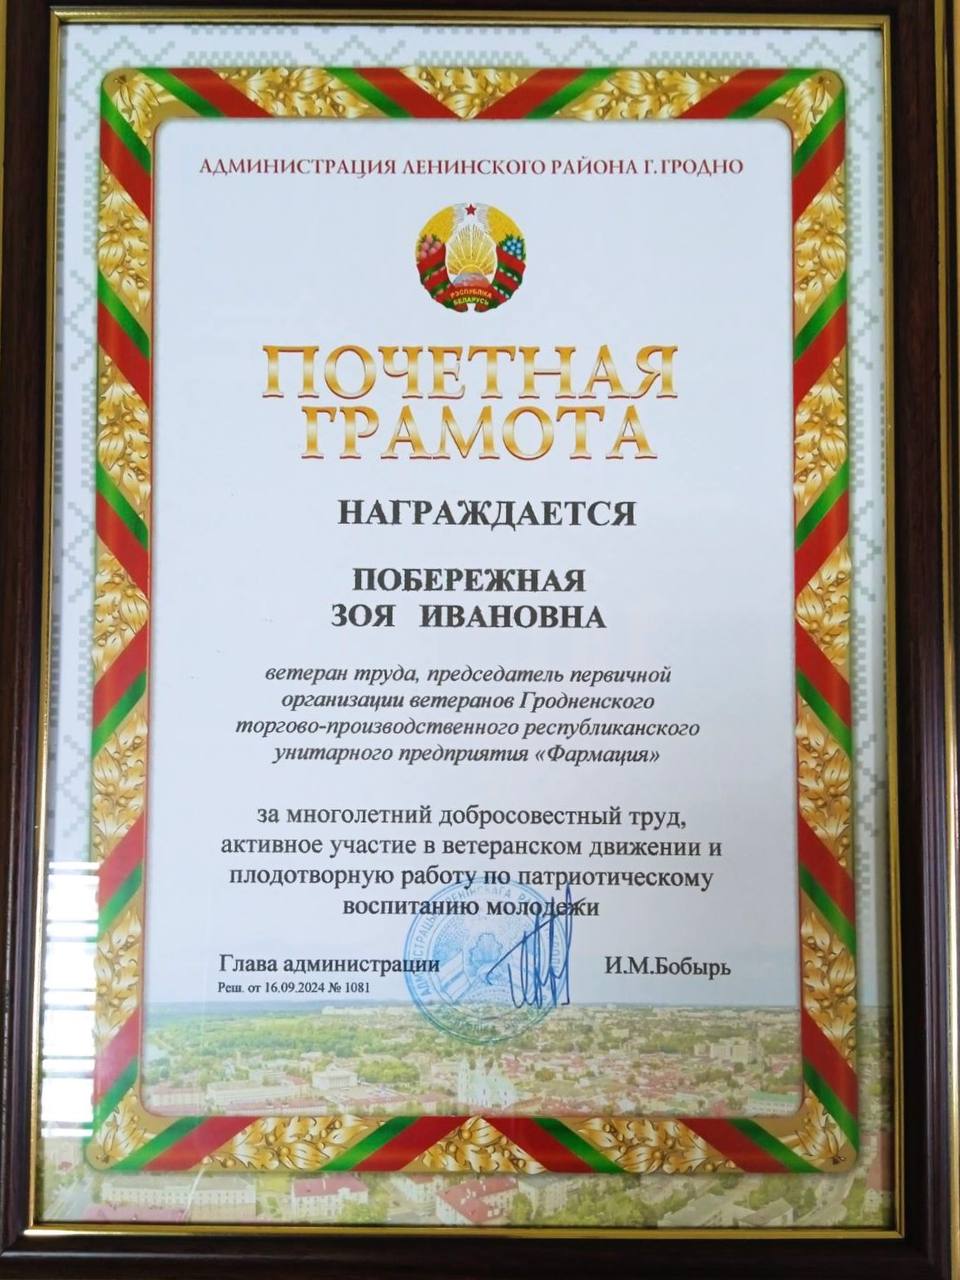 АДМИНИСТРАЦИЯ ЛЕНИНСКОГО РАЙОНА Г. ГРОДНО
РЭСПУБЛІКА
БЕЛАРУСЬ
ПОЧЕТНАЯ
ГРАМОТА
НАГРАЖДАЕТСЯ
ПОБЕРЕЖНАЯ
ЗОЯ ИВАНОВНА
ветеран труда, председатель первичной
организации ветеранов Гродненского
торгово-производственного республиканского
унитарного предприятия «Фармация»
за многолетний добросовестный труд,
активное участие в ветеранском движении и
плодотворную работу по патриотическому
воспитанию молодежи
Глава администрации И.М.Бобырь
Реш. от 16.09.2024 № 1081